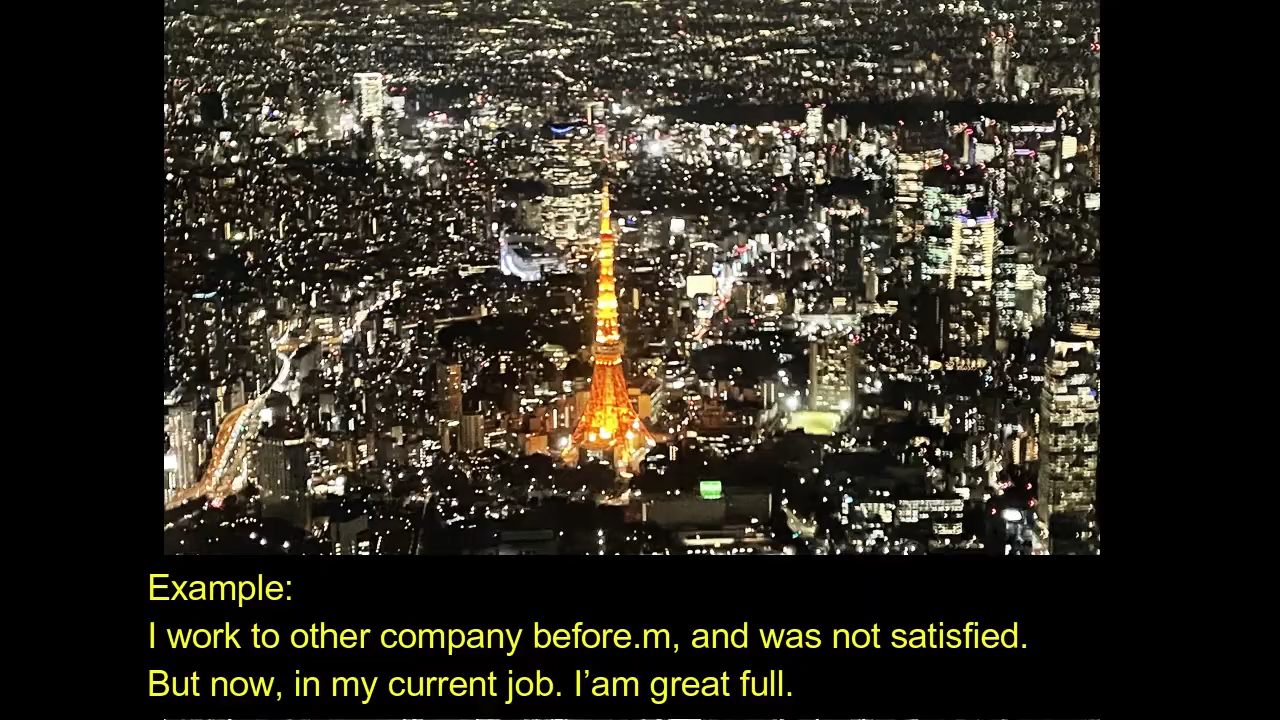 Example:
I work to other company before.m, and was not satisfied.
But now, in my current job. I’am great full.